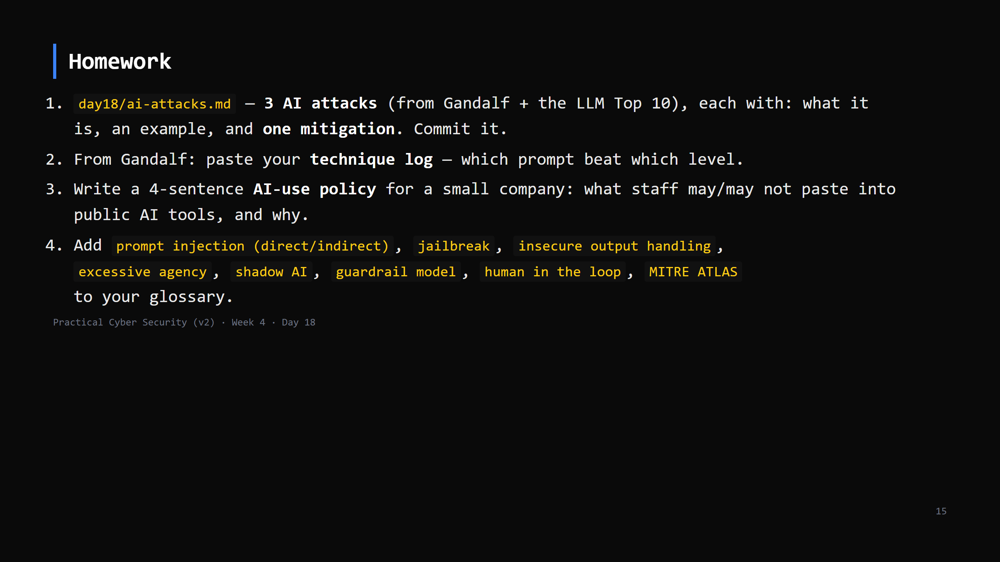 Homework
1. day18/ai-attacks.md — 3 AI attacks (from Gandalf + the LLM Top 10), each with: what it
is, an example, and one mitigation. Commit it.
2. From Gandalf: paste your technique log — which prompt beat which level.
3. Write a 4-sentence AI-use policy for a small company: what staff may/may not paste into
public AI tools, and why.
4. Add prompt injection (direct/indirect), jailbreak, insecure output handling,
excessive agency, shadow AI, guardrail model, human in the loop, MITRE ATLAS
to your glossary.
Practical Cyber Security (v2) · Week 4 · Day 18
15